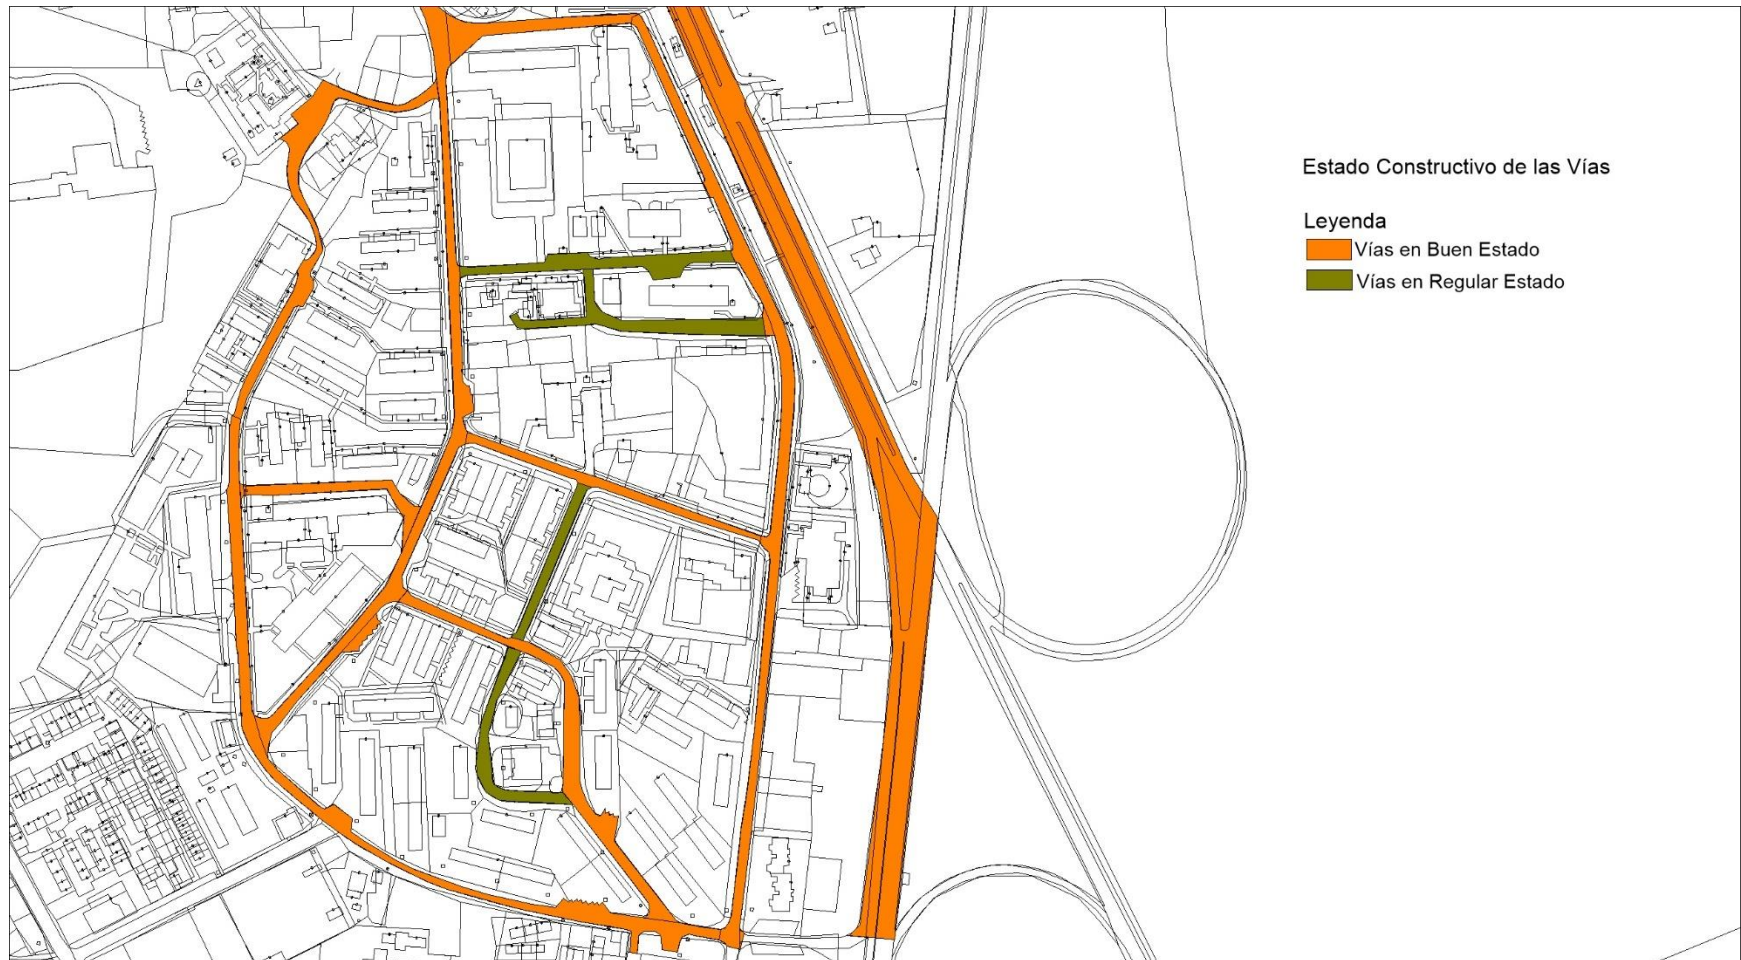 Estado Constructivo de las Vías
Leyenda
Vías en Buen Estado
Vías en Regular Estado